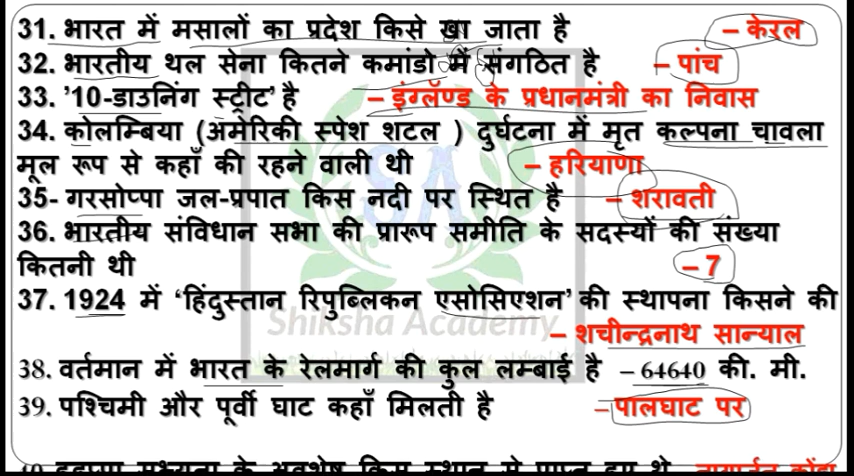 31. भारत में मसालों का प्रदेश किसे खा जाता है – केरल
32. भारतीय थल सेना कितने कमांडो में संगठित है – पांच
33. '10-डाउनिंग स्ट्रीट' है – इंग्लॅण्ड के प्रधानमंत्री का निवास
34. कोलम्बिया (अमेरिकी स्पेश शटल ) दुर्घटना में मृत कल्पना चावला
मूल रूप से कहाँ की रहने वाली थी – हरियाणा
35- गरसोप्पा जल-प्रपात किस नदी पर स्थित है – शरावती
36. भारतीय संविधान सभा की प्रारूप समीति के सदस्यों की संख्या
कितनी थी – 7
37. 1924 में 'हिंदुस्तान रिपुब्लिकन एसोसिएशन' की स्थापना किसने की
– शचीन्द्रनाथ सान्याल
38. वर्तमान में भारत के रेलमार्ग की कुल लम्बाई है – 64640 की. मी.
39. पश्चिमी और पूर्वी घाट कहाँ मिलती है – पालघाट पर
SA
Shiksha Academy